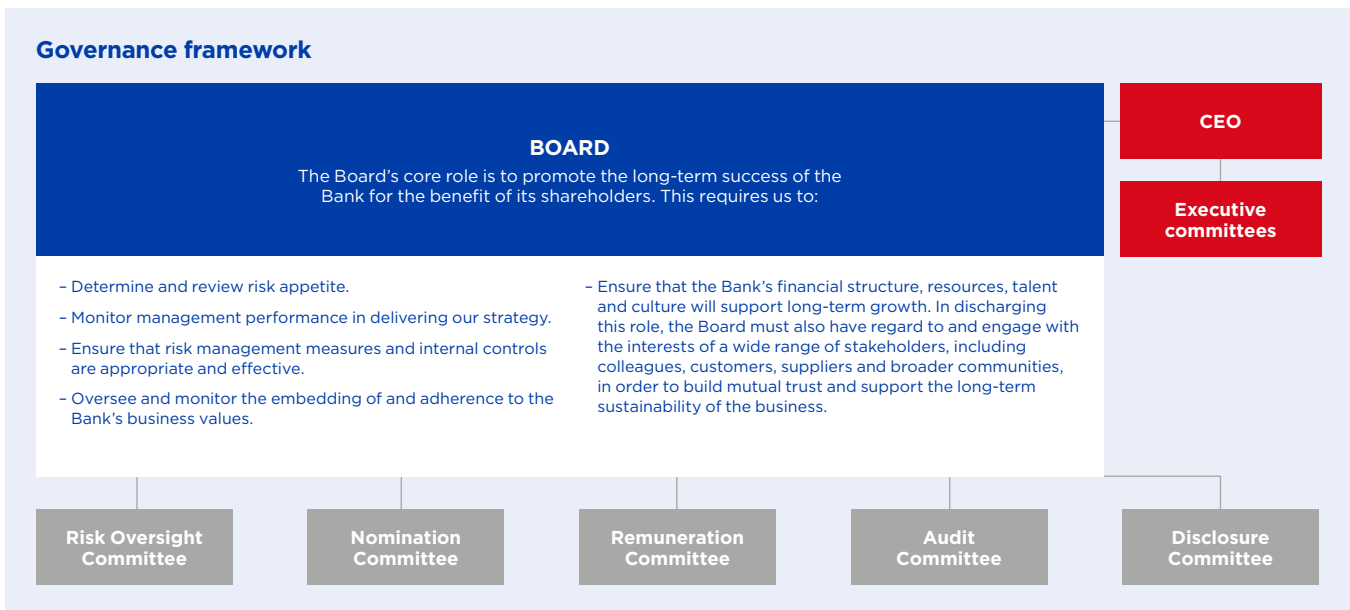 Governance framework
BOARD
The Board's core role is to promote the long-term success of the
Bank for the benefit of its shareholders. This requires us to:
CEO
Executive
committees
– Determine and review risk appetite.
– Monitor management performance in delivering our strategy.
– Ensure that risk management measures and internal controls
are appropriate and effective.
– Oversee and monitor the embedding of and adherence to the
Bank's business values.
– Ensure that the Bank's financial structure, resources, talent
and culture will support long-term growth. In discharging
this role, the Board must also have regard to and engage with
the interests of a wide range of stakeholders, including
colleagues, customers, suppliers and broader communities,
in order to build mutual trust and support the long-term
sustainability of the business.
Risk Oversight
Committee
Nomination
Committee
Remuneration
Committee
Audit
Committee
Disclosure
Committee